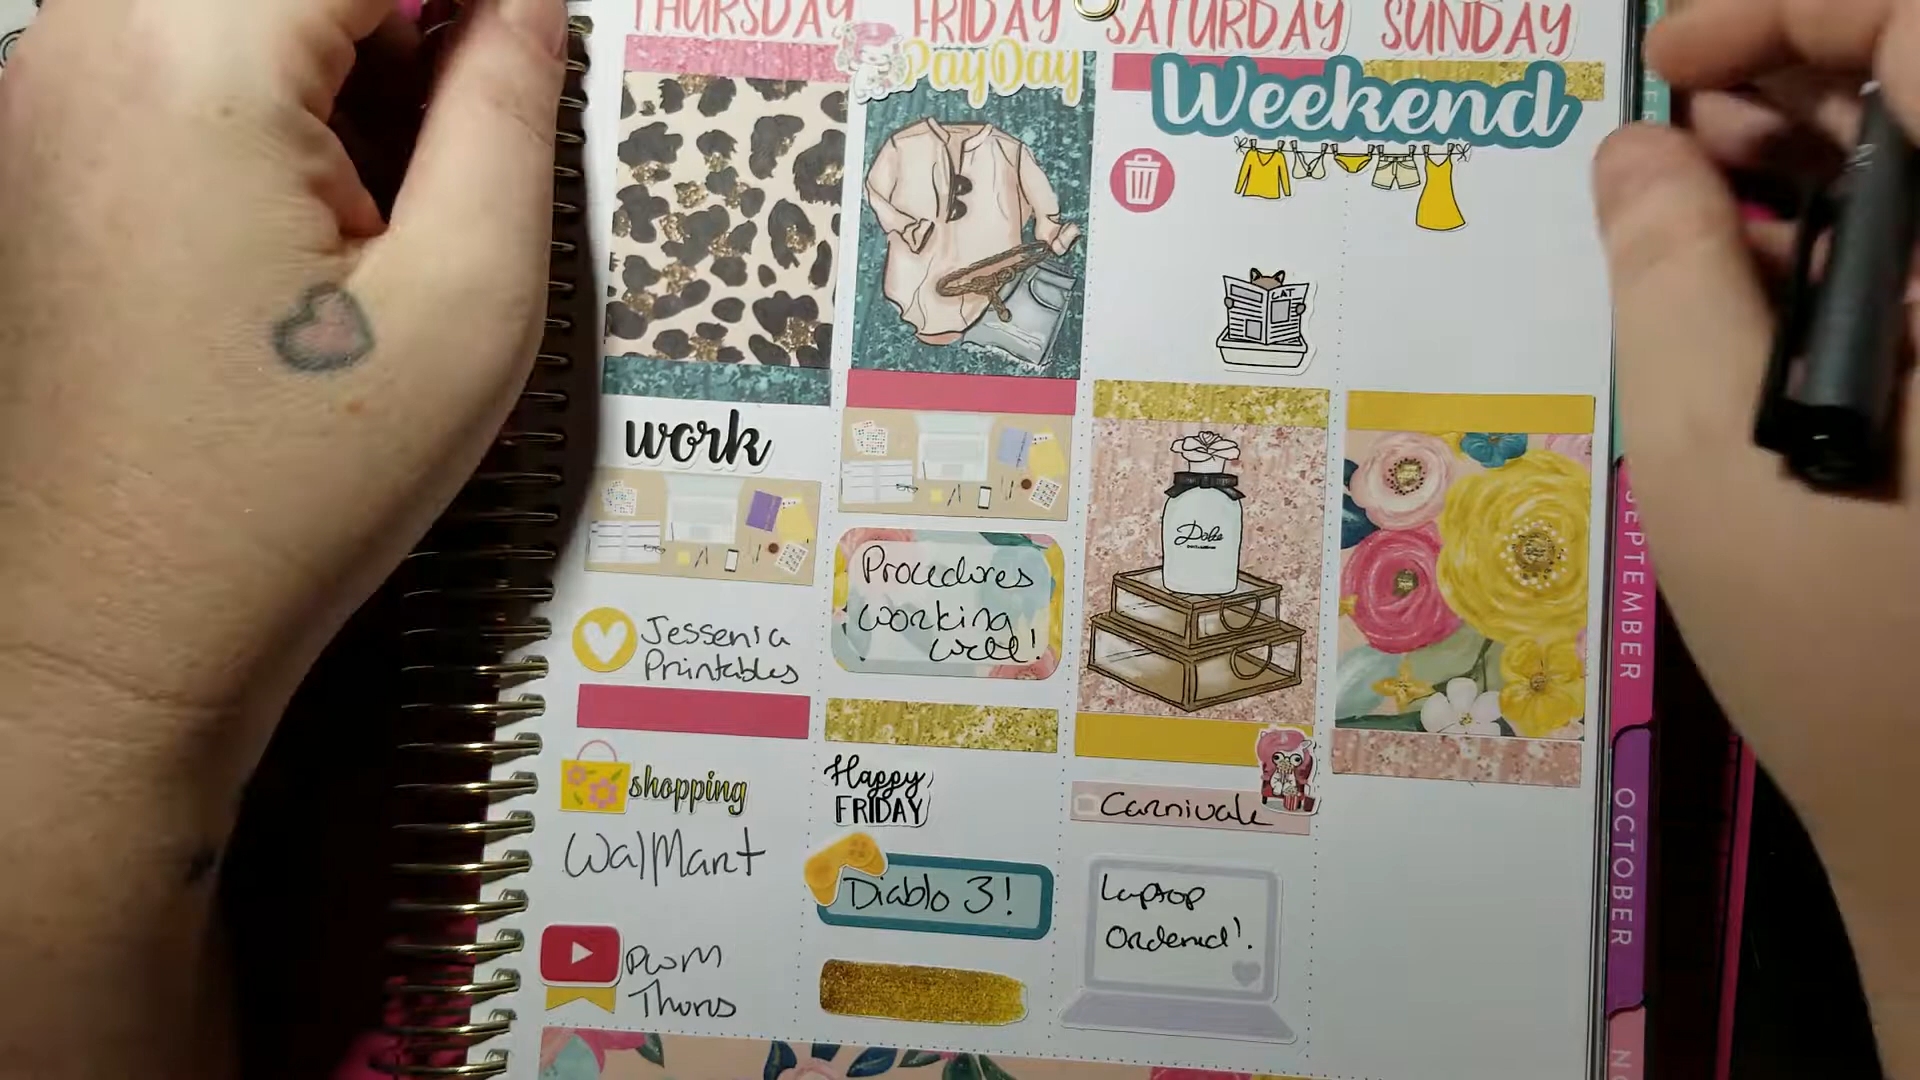 THURSDAY
FRIDAY
SATURDAY
SUNDAY
PayDay
Weekend
CAT
work
Procedures
working
well!
Dolce
Jessenia
Printables
shopping
WalMart
Happy
FRIDAY
Diablo 3!
Carnivale
Laptop
Ordered!.
PWM
Thurs
SEPTEMBER
OCTOBER